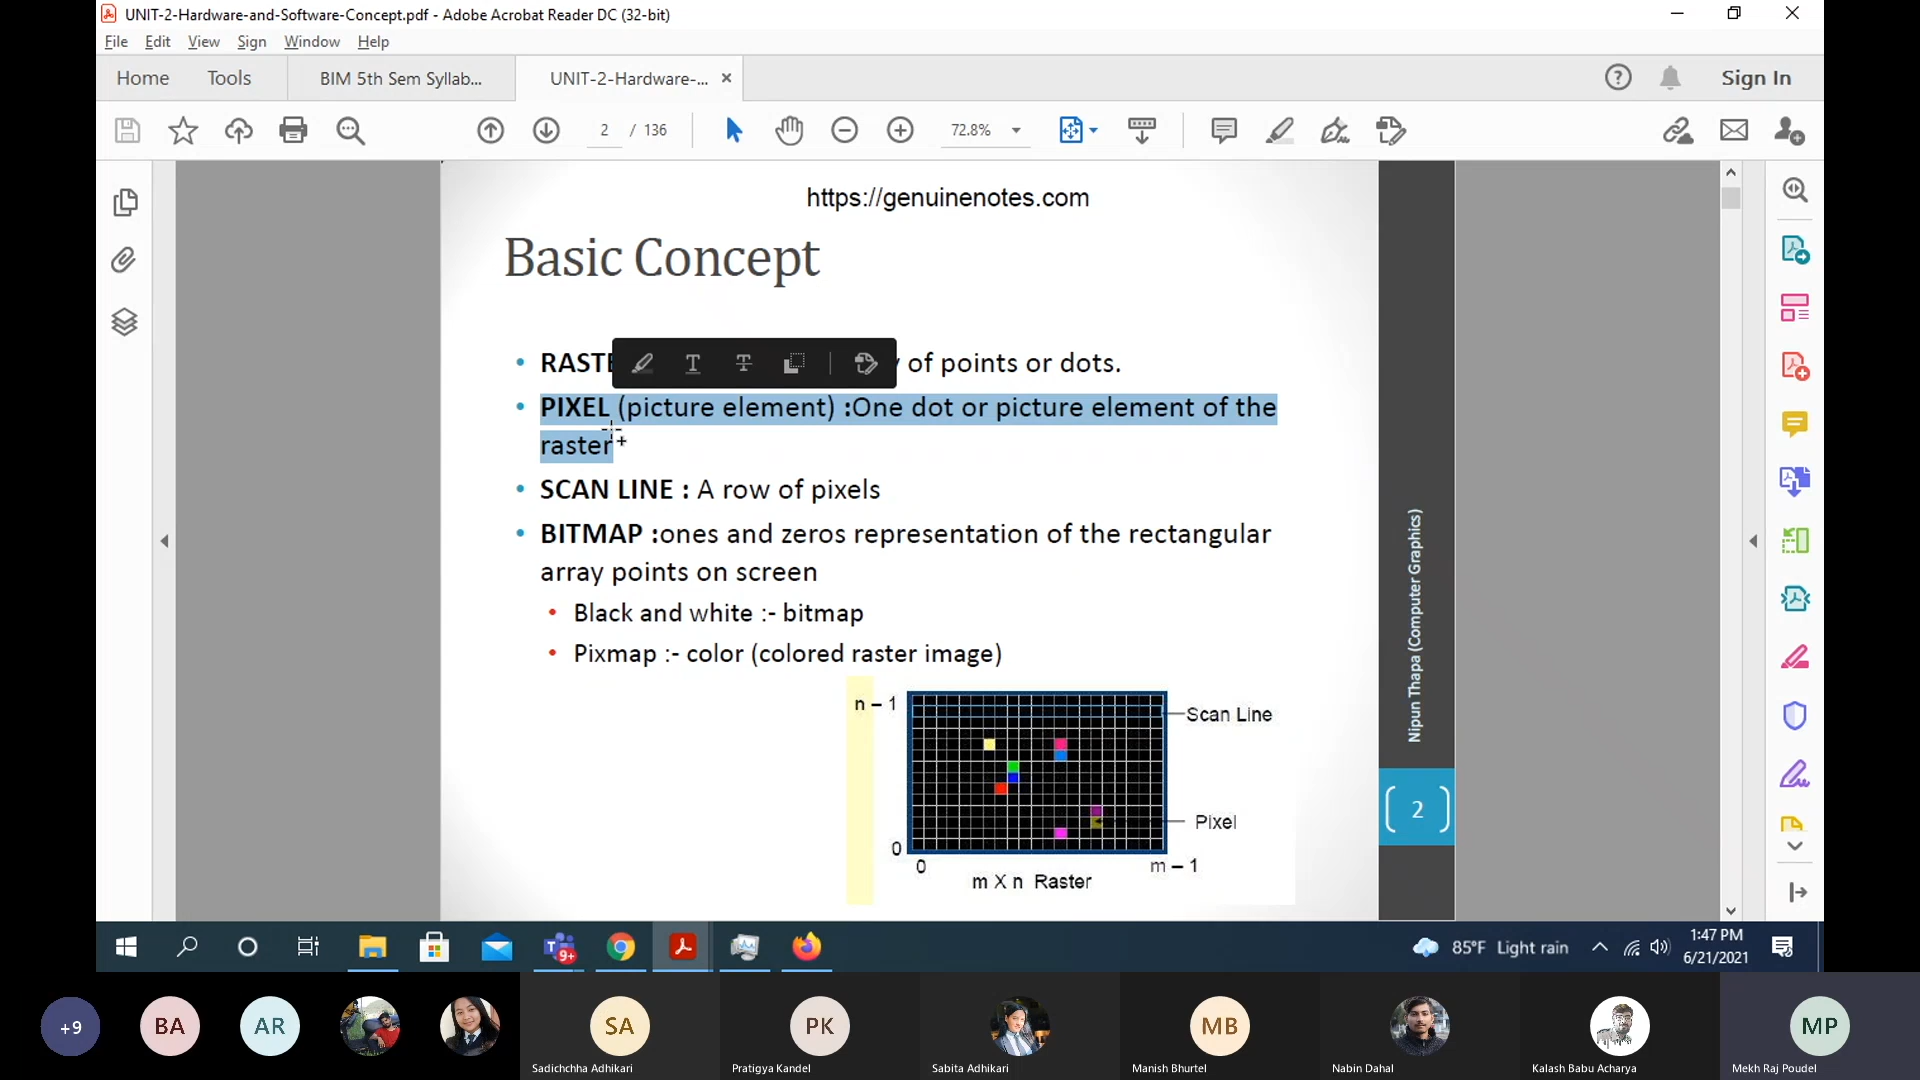 UNIT-2-Hardware-and-Software-Concept.pdf - Adobe Acrobat Reader DC (32-bit)
File Edit View Sign Window Help
Home Tools BIM 5th Sem Syllab... UNIT-2-Hardware-... Sign In
2 / 136 72.8%
https://genuinenotes.com
Basic Concept
• RASTE of points or dots.
• PIXEL (picture element) :One dot or picture element of the
raster
• SCAN LINE : A row of pixels
• BITMAP :ones and zeros representation of the rectangular
array points on screen
• Black and white :- bitmap
• Pixmap :- color (colored raster image)
n – 1
Scan Line
Pixel
0
0
m – 1
m X n Raster
Nipun Thapa (Computer Graphics)
2
9+
85°F Light rain
1:47 PM
6/21/2021
+9 BA AR SA PK MB MP
Sadichchha Adhikari Pratigya Kandel Sabita Adhikari Manish Bhurtel Nabin Dahal Kalash Babu Acharya Mekh Raj Poudel